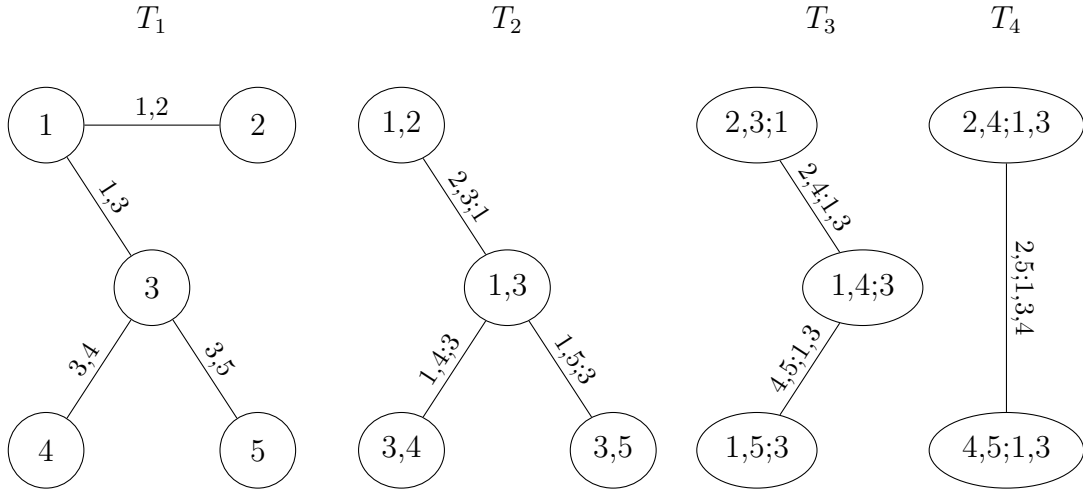 T₁ T₂ T₃ T₄
1 1,2 2 1,2 2,3;1 2,4;1,3
1,3 2,3;1 2,4;1,3
3 1,3 1,4;3 2,5;1,3,4
3,4 3,5 1,4;3 1,5;3 4,5;1,3
4 5 3,4 3,5 1,5;3 4,5;1,3